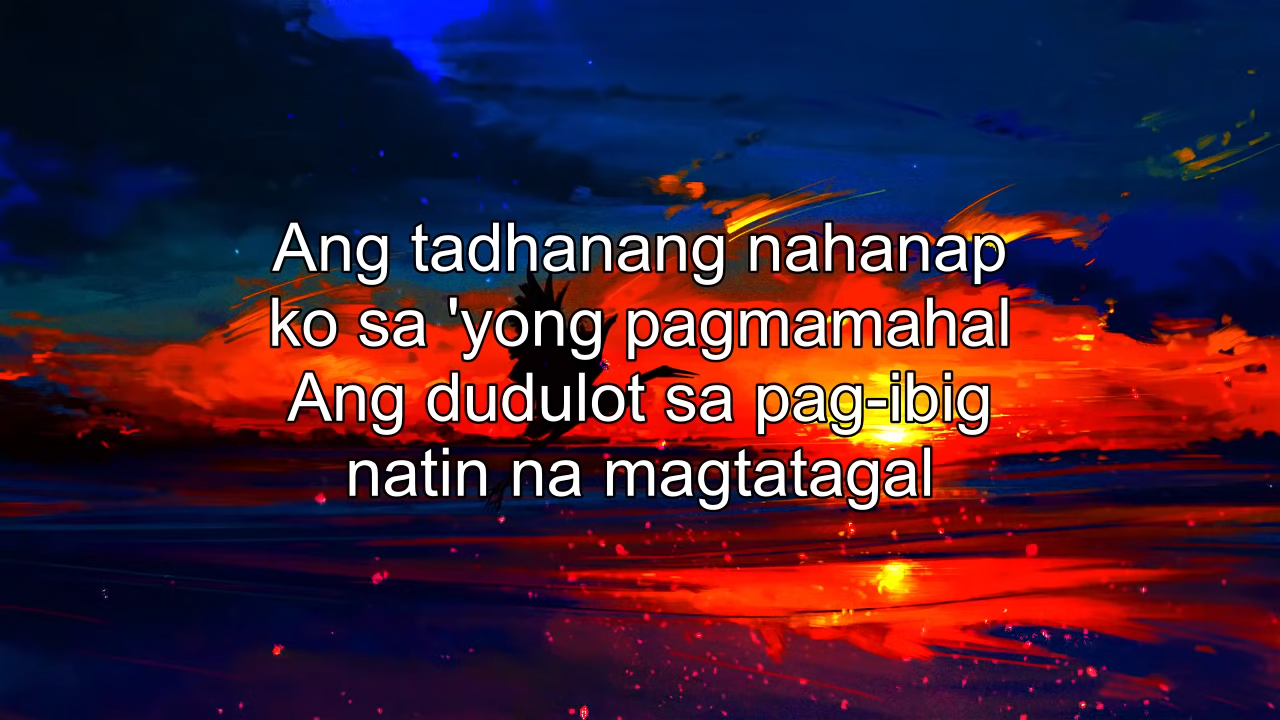 Ang tadhanang nahanap
ko sa 'yong pagmamahal
Ang dudulot sa pag-ibig
natin na magtatagal